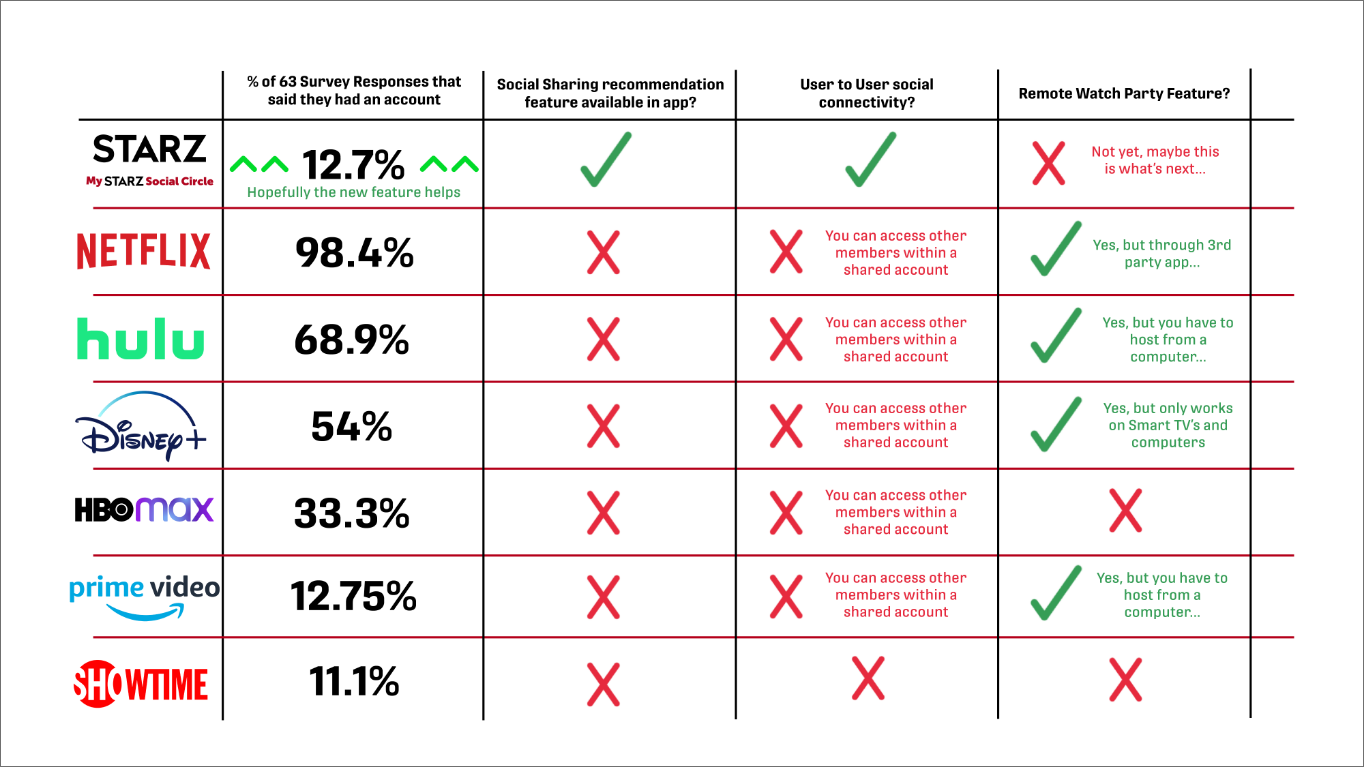 % of 63 Survey Responses that
said they had an account
Social Sharing recommendation
feature available in app?
User to User social
connectivity?
Remote Watch Party Feature?
STARZ
My STARZ Social Circle
12.7%
Hopefully the new feature helps
Not yet, maybe this
is what's next...
NETFLIX
98.4%
You can access other
members within a
shared account
Yes, but through 3rd
party app...
hulu
68.9%
You can access other
members within a
shared account
Yes, but you have to
host from a
computer...
Disney+
54%
You can access other
members within a
shared account
Yes, but only works
on Smart TV's and
computers
HBOmax
33.3%
You can access other
members within a
shared account
prime video
12.75%
You can access other
members within a
shared account
Yes, but you have to
host from a
computer...
SHOWTIME
11.1%